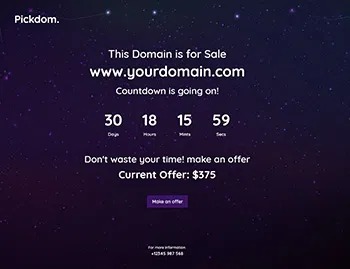 Pickdom.
This Domain is for Sale
www.yourdomain.com
Countdown is going on!
30 18 15 59
Days Hours Mints Secs
Don't waste your time! make an offer
Current Offer: $375
Make an offer
For more information
+12345 987 568